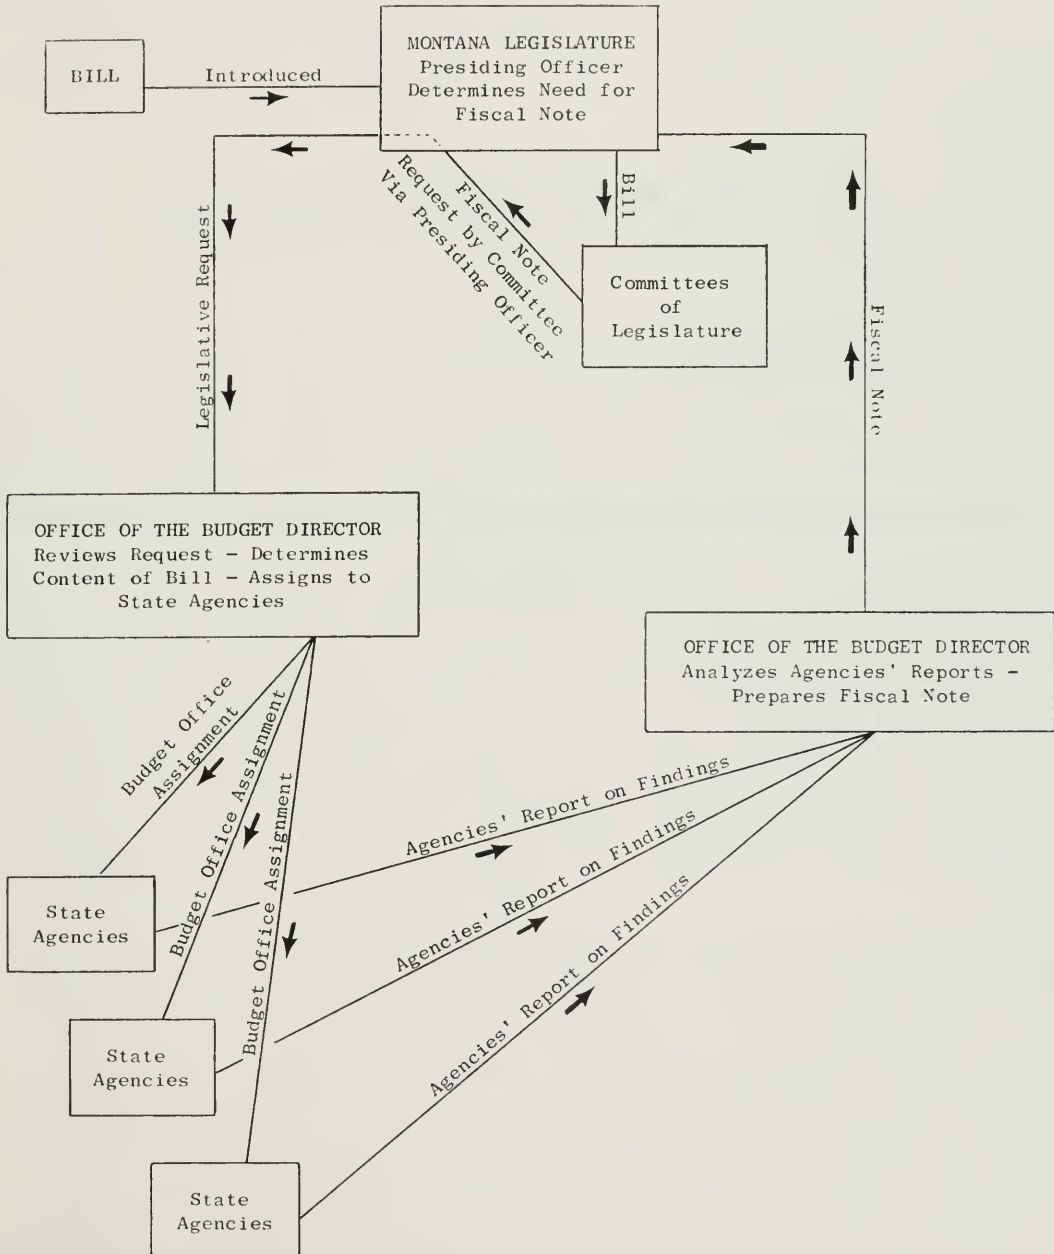 BILL
Introduced
MONTANA LEGISLATURE
Presiding Officer
Determines Need for
Fiscal Note
Bill
Fiscal Note
Request by Committee
Via Presiding Officer
Committees
of
Legislature
Legislative Request
Fiscal Note
OFFICE OF THE BUDGET DIRECTOR
Reviews Request - Determines
Content of Bill - Assigns to
State Agencies
OFFICE OF THE BUDGET DIRECTOR
Analyzes Agencies' Reports -
Prepares Fiscal Note
Budget Office
Assignment
Budget Office Assignment
Budget Office Assignment
Agencies' Report on Findings
Agencies' Report on Findings
Agencies' Report on Findings
State
Agencies
State
Agencies
State
Agencies